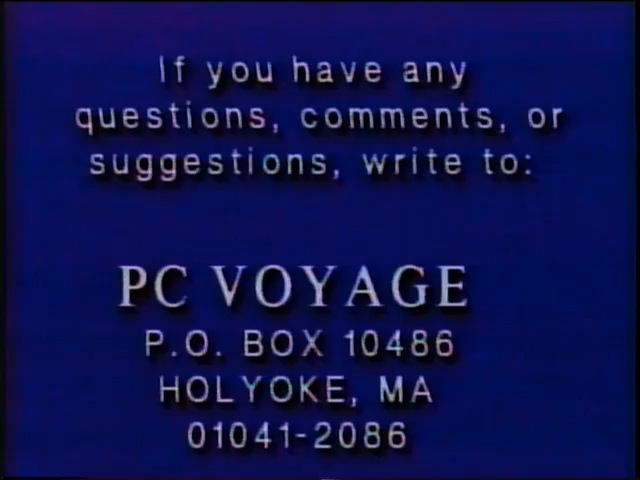 If you have any
questions, comments, or
suggestions, write to:
PC VOYAGE
P.O. BOX 10486
HOLYOKE, MA
01041-2086